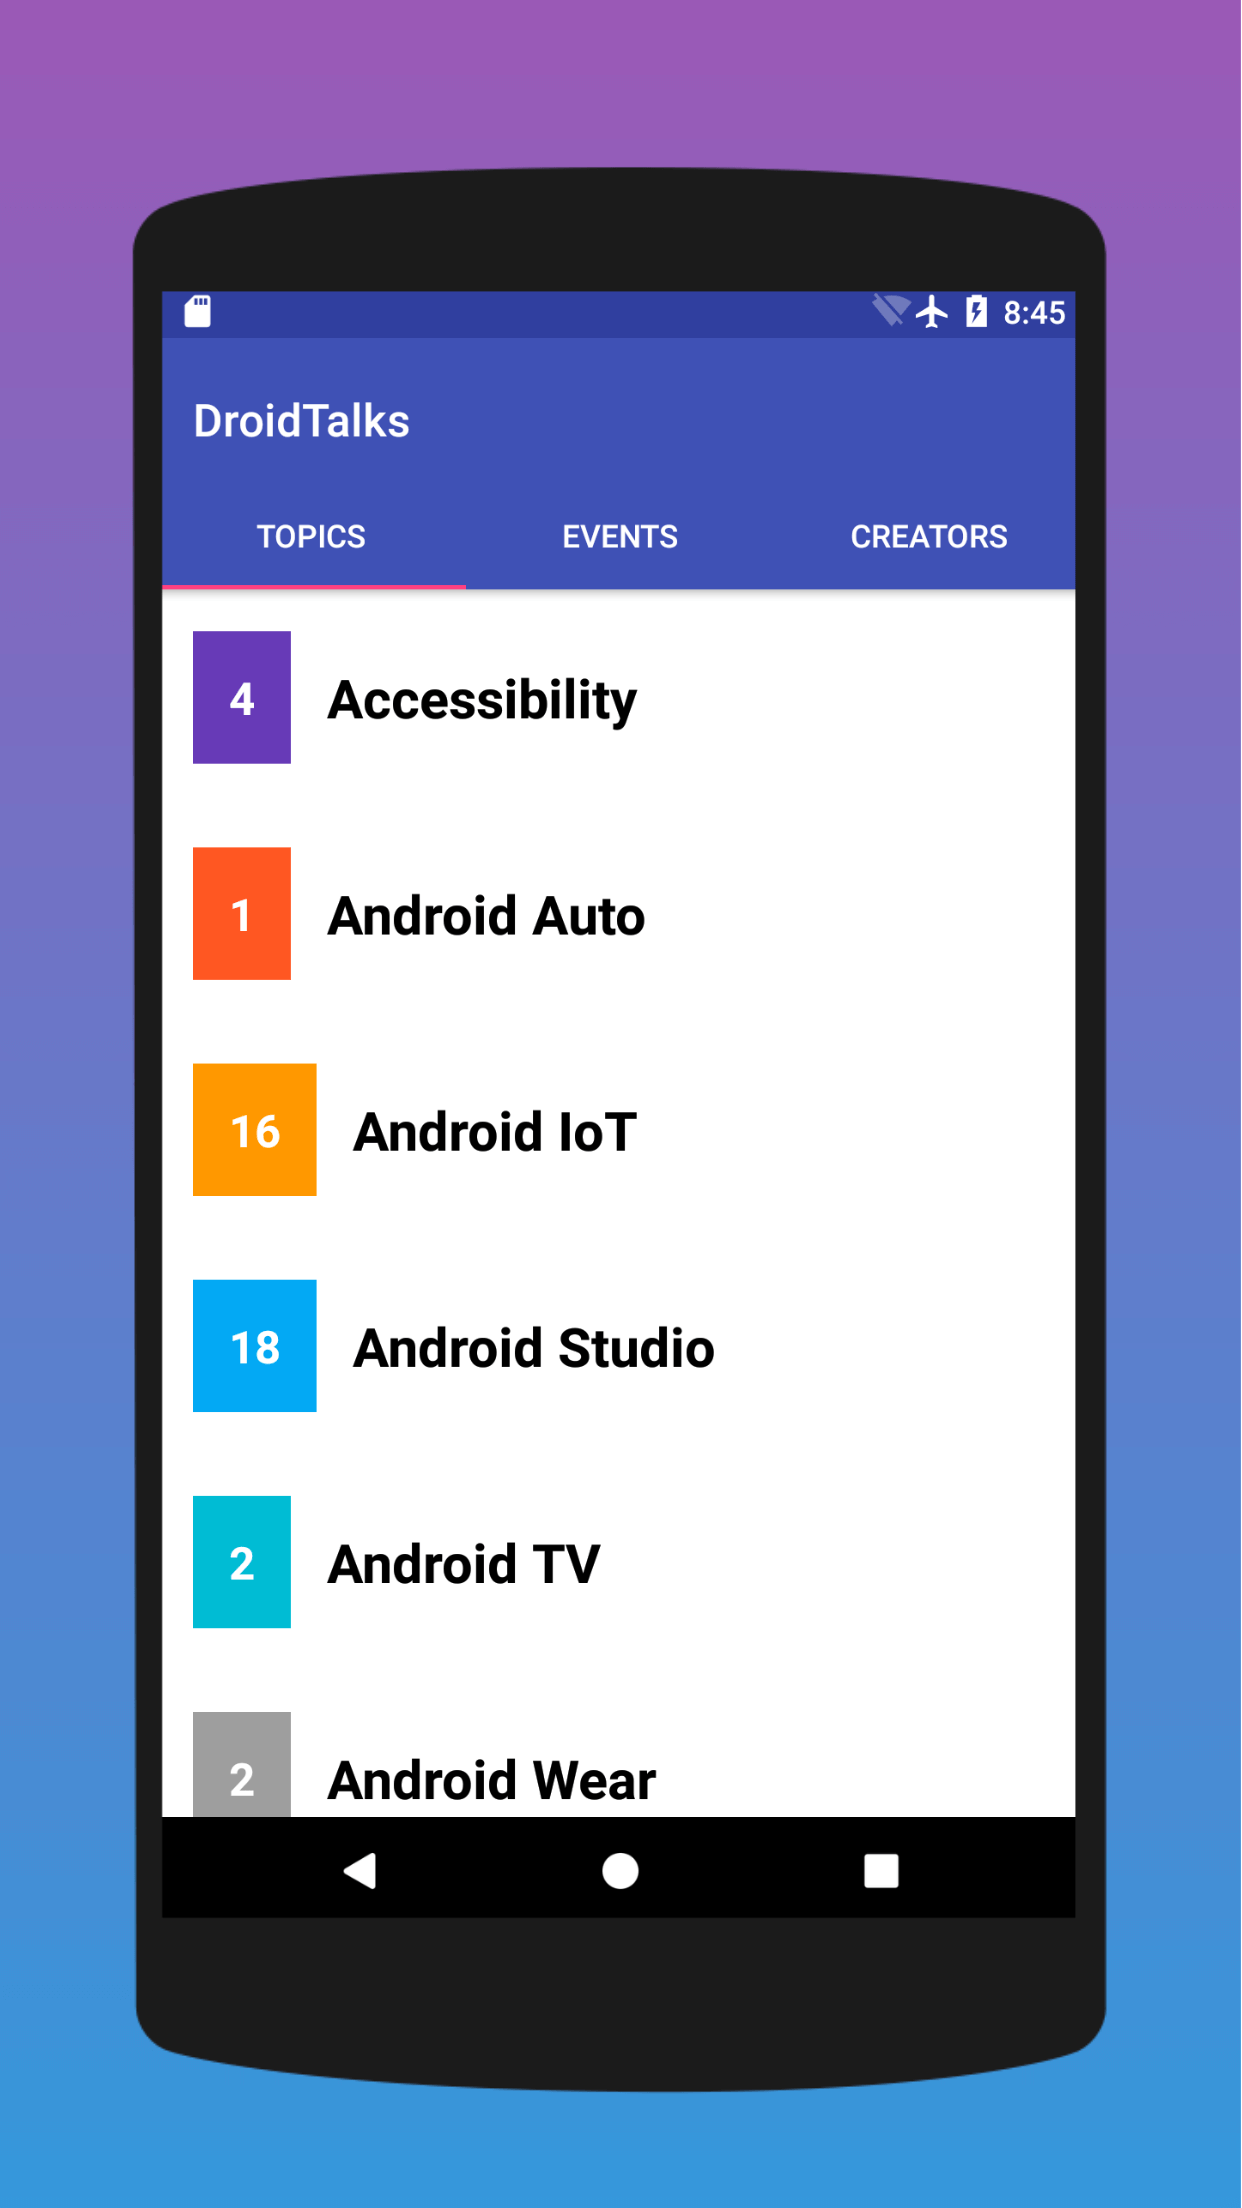 8:45
DroidTalks
TOPICS EVENTS CREATORS
4 Accessibility
1 Android Auto
16 Android IoT
18 Android Studio
2 Android TV
2 Android Wear